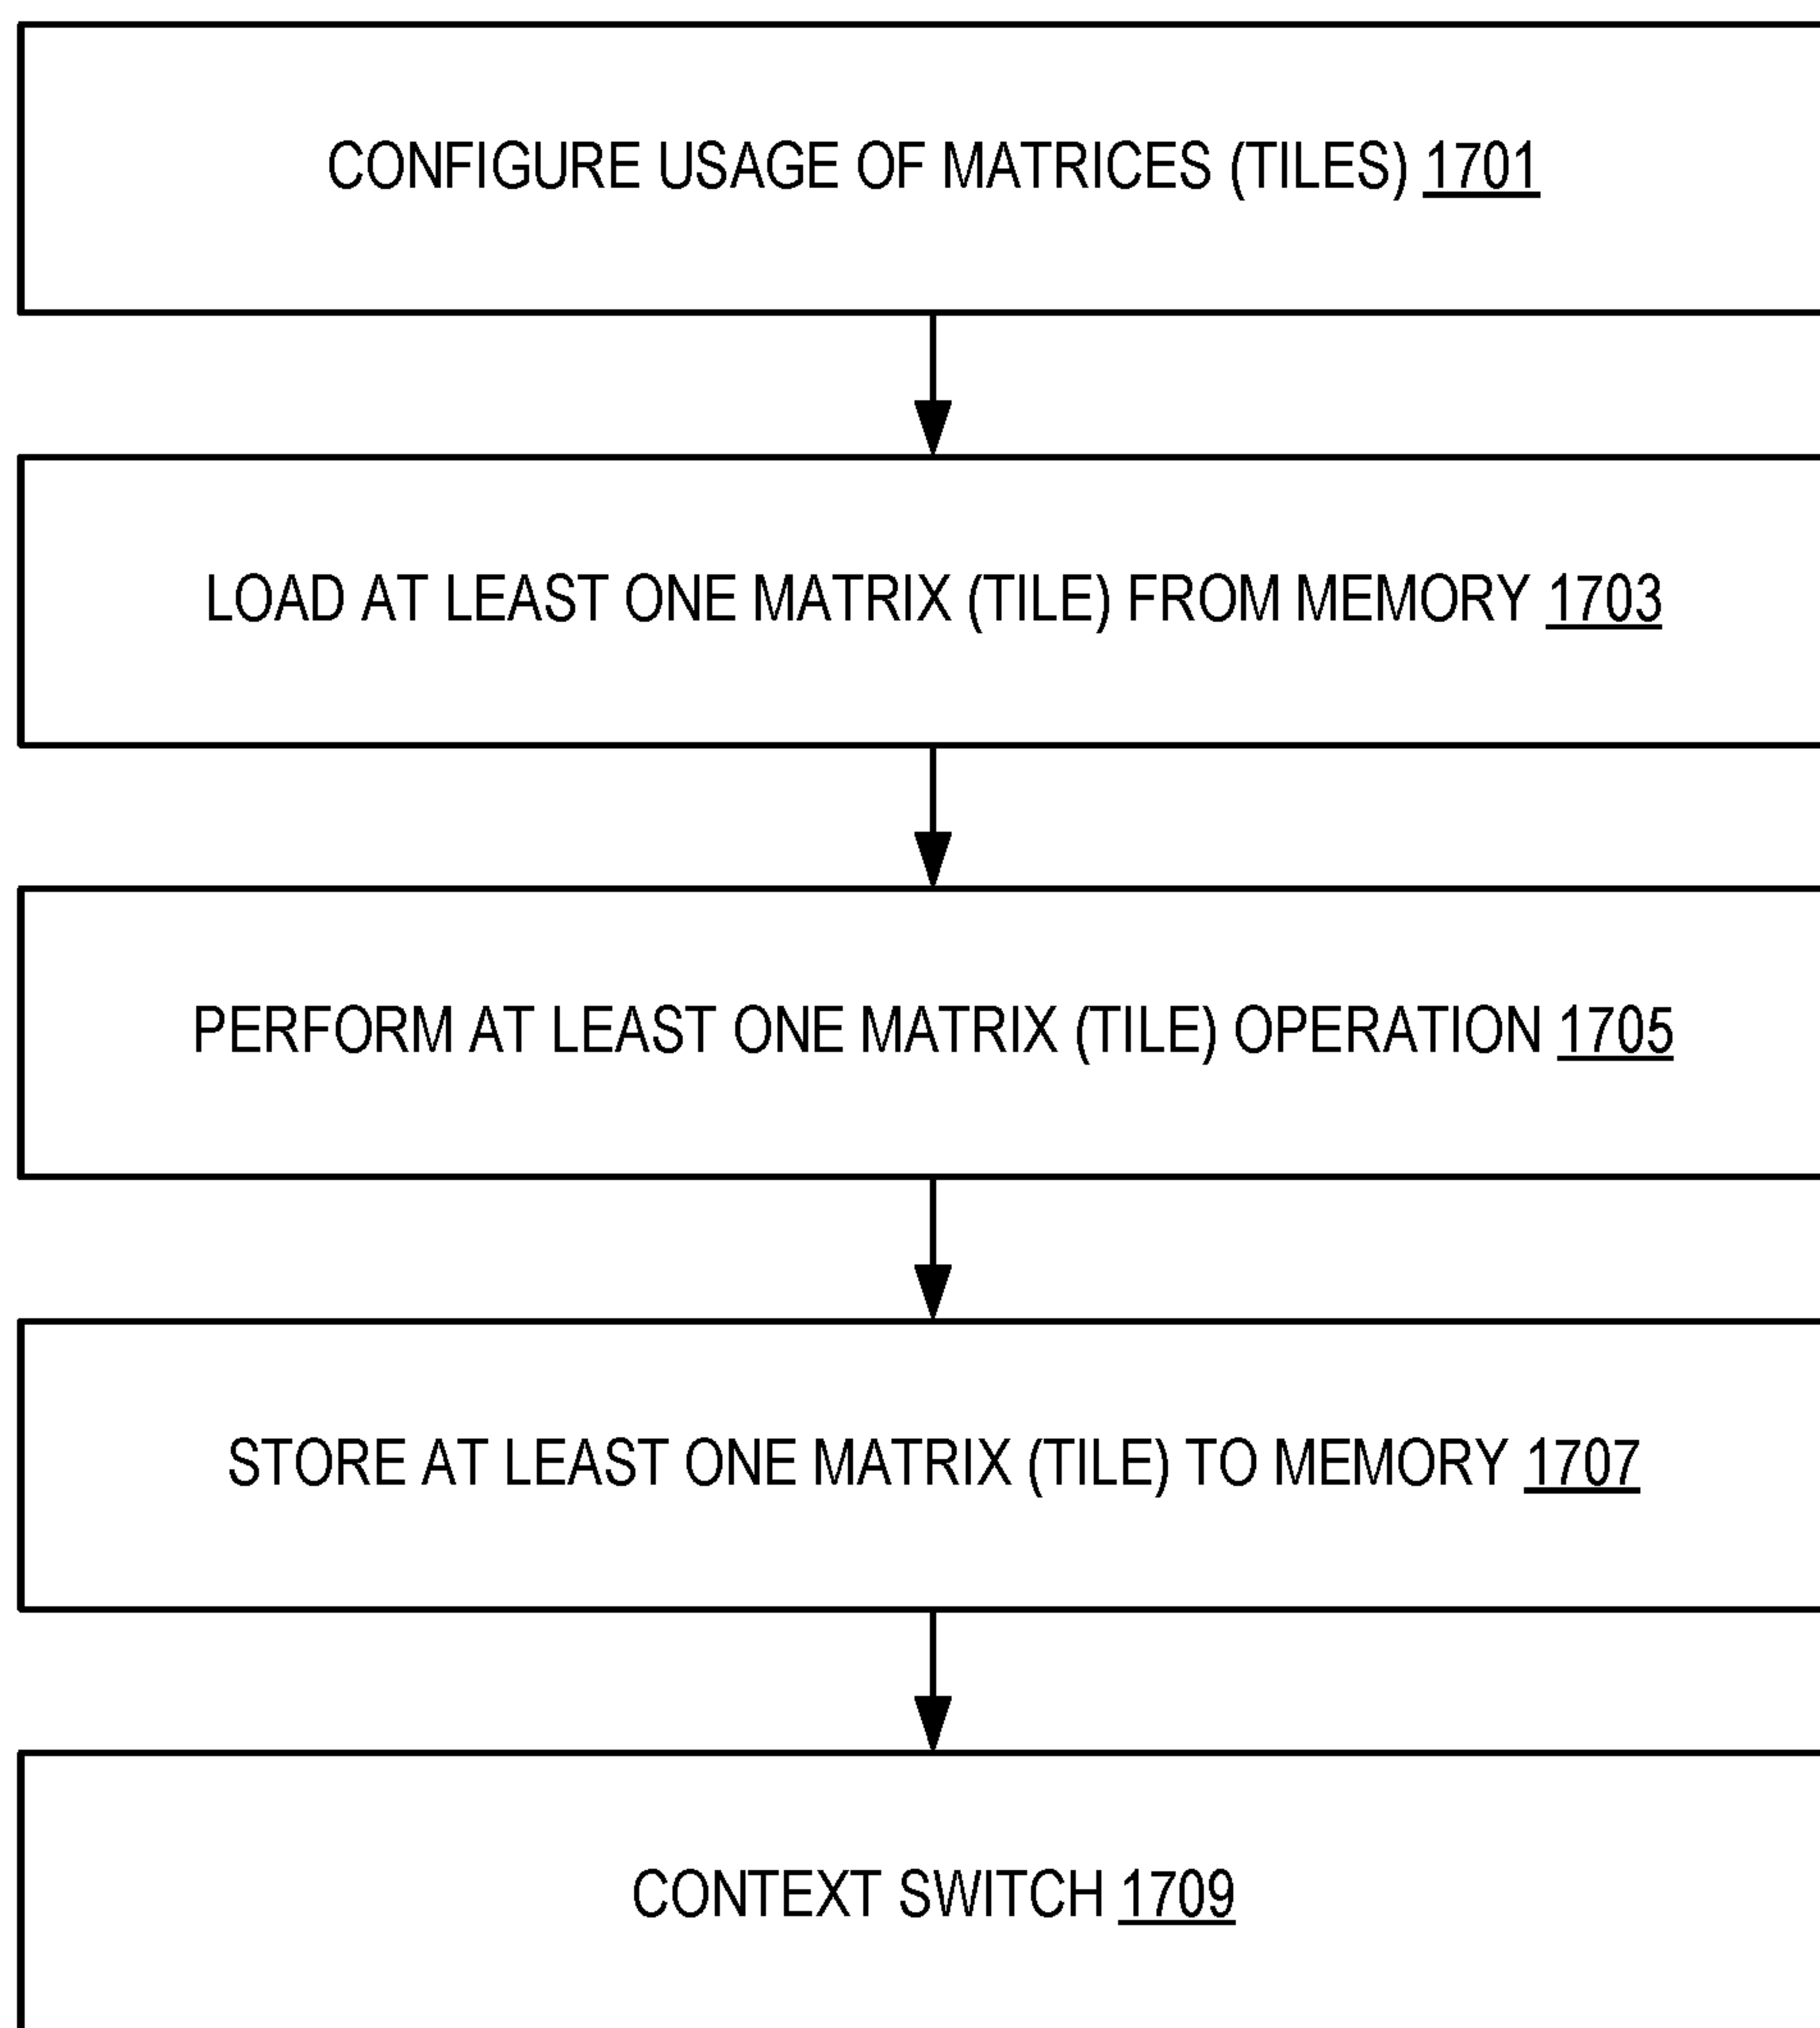 CONFIGURE USAGE OF MATRICES (TILES) 1701
LOAD AT LEAST ONE MATRIX (TILE) FROM MEMORY 1703
PERFORM AT LEAST ONE MATRIX (TILE) OPERATION 1705
STORE AT LEAST ONE MATRIX (TILE) TO MEMORY 1707
CONTEXT SWITCH 1709